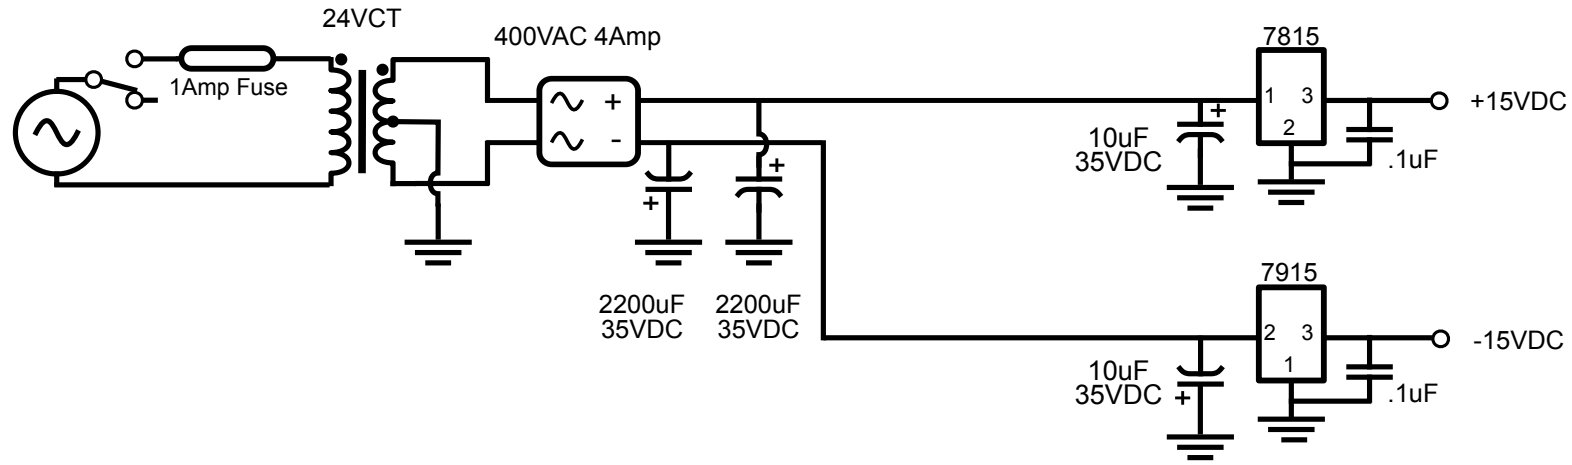 24VCT
400VAC 4Amp
1Amp Fuse
+
-
+
+
2200uF
35VDC
2200uF
35VDC
7815
1
3
2
+
10uF
35VDC
.1uF
+15VDC
7915
2
3
1
10uF
35VDC
+
.1uF
-15VDC